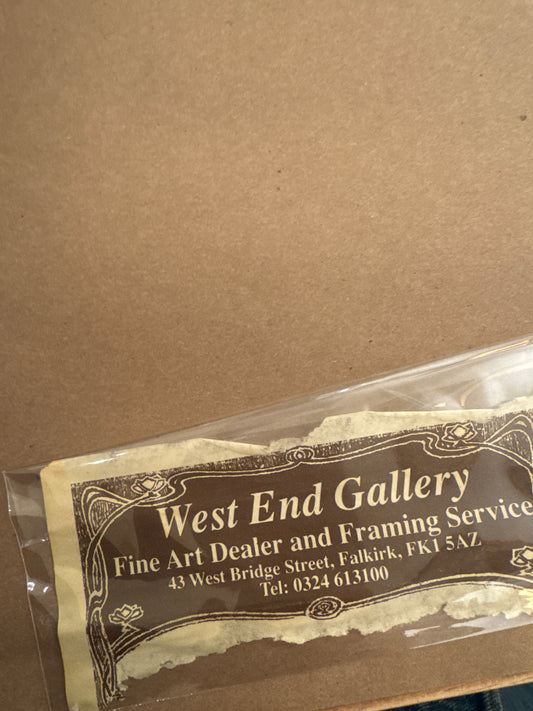 West End Gallery
Fine Art Dealer and Framing Service
43 West Bridge Street, Falkirk, FK1 5AZ
Tel: 0324 613100